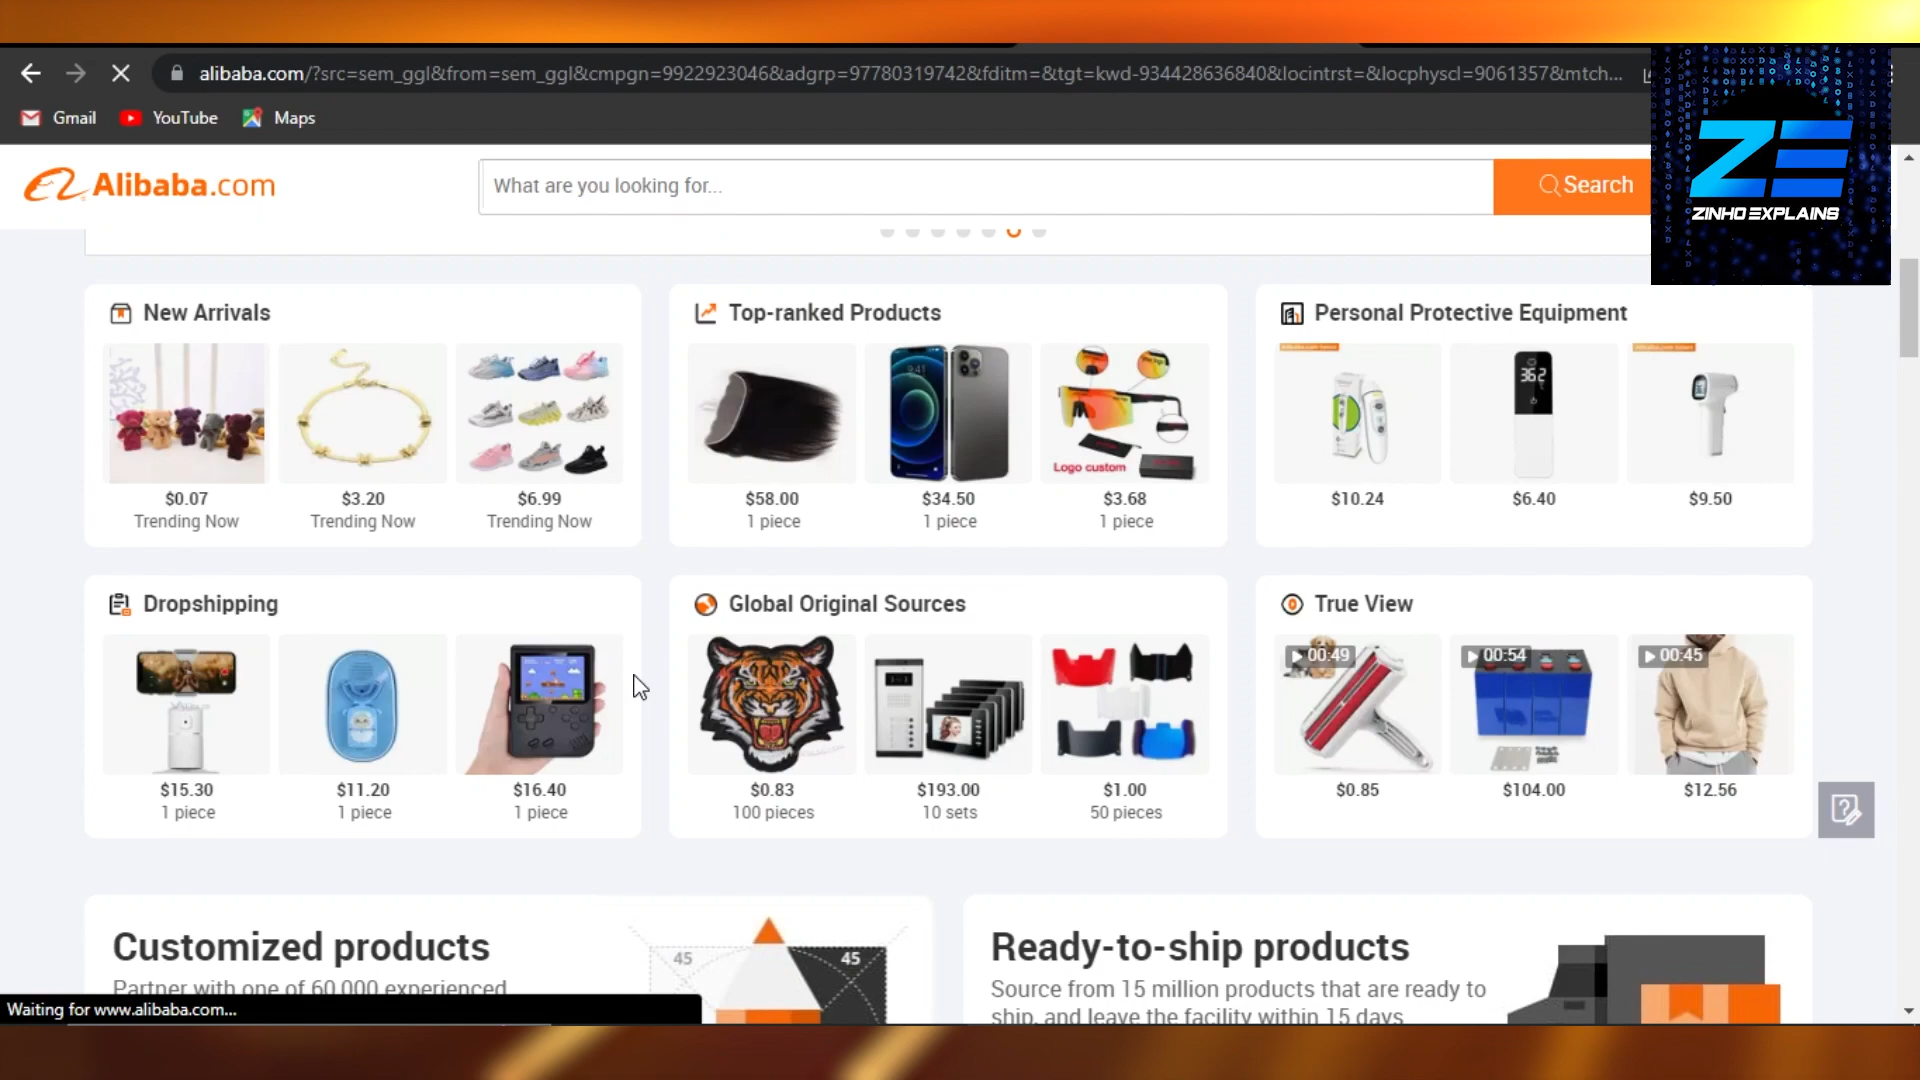 alibaba.com/?src=sem_ggl&from=sem_ggl&cmpgn=9922923046&adgrp=97780319742&fditm=&tgt=kwd-934428636840&locintrst=&locphyscl=9061357&mtch...
Gmail YouTube Maps
Alibaba.com
What are you looking for...
Search
ZE
ZINHO EXPLAINS
New Arrivals
$0.07 $3.20 $6.99
Trending Now Trending Now Trending Now
Top-ranked Products
Logo custom
$58.00 $34.50 $3.68
1 piece 1 piece 1 piece
Personal Protective Equipment
36.2
$10.24 $6.40 $9.50
Dropshipping
$15.30 $11.20 $16.40
1 piece 1 piece 1 piece
Global Original Sources
$0.83 $193.00 $1.00
100 pieces 10 sets 50 pieces
True View
00:49 00:54 00:45
$0.85 $104.00 $12.56
Customized products
Partner with one of 60,000 experienced
45 45
Ready-to-ship products
Source from 15 million products that are ready to
ship, and leave the facility within 15 days
Waiting for www.alibaba.com...